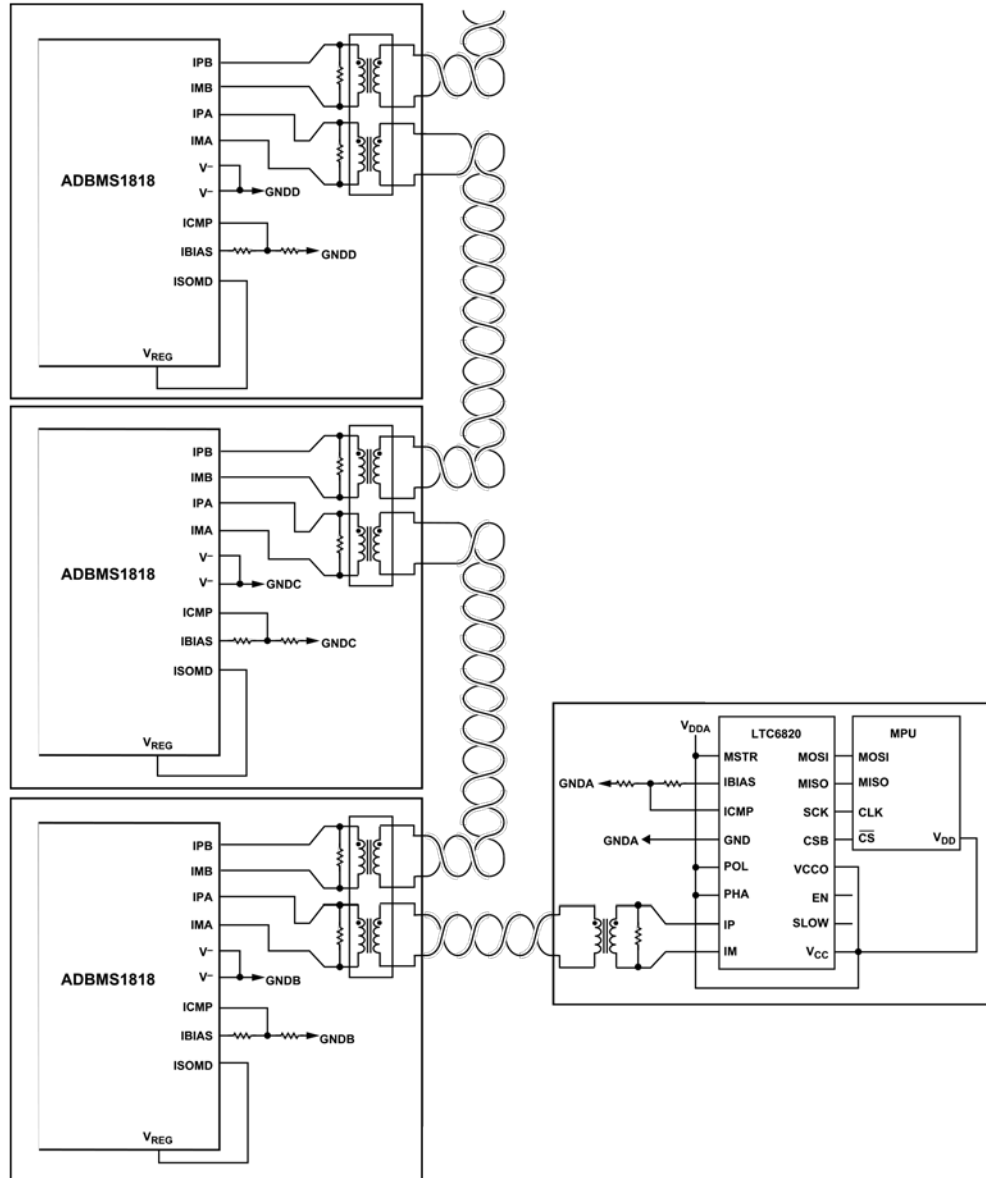 IPB
IMB
IPA
IMA
V–
V–
GNDD
ICMP
IBIAS
GNDD
ISOMD
VREG
ADBMS1818
IPB
IMB
IPA
IMA
V–
V–
GNDC
ICMP
IBIAS
GNDC
ISOMD
VREG
ADBMS1818
IPB
IMB
IPA
IMA
V–
V–
GNDB
ICMP
IBIAS
GNDB
ISOMD
VREG
ADBMS1818
VDDA
LTC6820
MPU
MSTR
MOSI
MOSI
GNDA
IBIAS
MISO
MISO
ICMP
SCK
CLK
GNDA
GND
CSB
CS
VDD
POL
VCCO
PHA
EN
IP
SLOW
IM
VCC